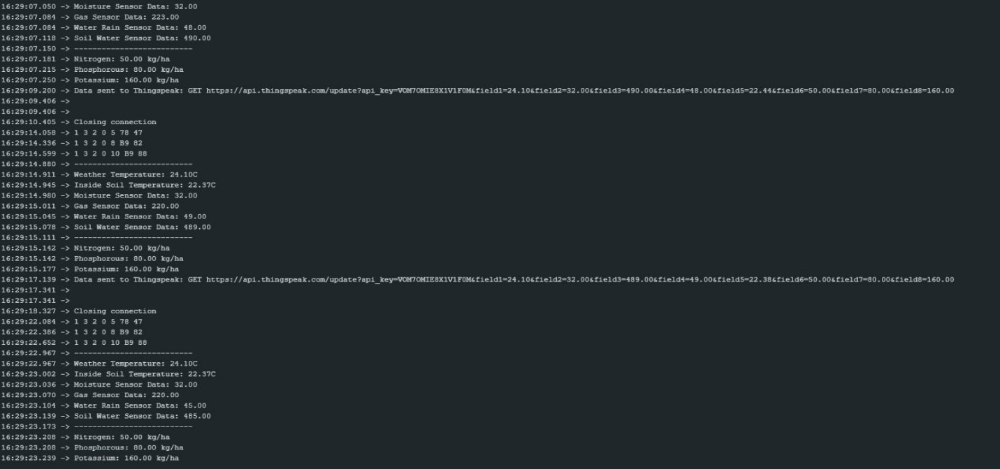 16:29:07.050 -> Moisture Sensor Data: 32.00
16:29:07.084 -> Gas Sensor Data: 223.00
16:29:07.084 -> Water Rain Sensor Data: 48.00
16:29:07.118 -> Soil Water Sensor Data: 490.00
16:29:07.150 -> --------------------------
16:29:07.181 -> Nitrogen: 50.00 kg/ha
16:29:07.215 -> Phosphorous: 80.00 kg/ha
16:29:07.250 -> Potassium: 160.00 kg/ha
16:29:09.200 -> Data sent to Thingspeak: GET https://api.thingspeak.com/update?api_key=VOM7OMIE8X1V1F0M&field1=24.10&field2=32.00&field3=490.00&field4=48.00&field5=22.44&field6=50.00&field7=80.00&field8=160.00
16:29:09.406 ->
16:29:09.406 ->
16:29:10.405 -> Closing connection
16:29:14.058 -> 1 3 2 0 5 78 47
16:29:14.336 -> 1 3 2 0 8 B9 82
16:29:14.599 -> 1 3 2 0 10 B9 88
16:29:14.880 -> --------------------------
16:29:14.911 -> Weather Temperature: 24.10C
16:29:14.945 -> Inside Soil Temperature: 22.37C
16:29:14.980 -> Moisture Sensor Data: 32.00
16:29:15.011 -> Gas Sensor Data: 220.00
16:29:15.045 -> Water Rain Sensor Data: 49.00
16:29:15.078 -> Soil Water Sensor Data: 489.00
16:29:15.111 -> --------------------------
16:29:15.142 -> Nitrogen: 50.00 kg/ha
16:29:15.142 -> Phosphorous: 80.00 kg/ha
16:29:15.177 -> Potassium: 160.00 kg/ha
16:29:17.139 -> Data sent to Thingspeak: GET https://api.thingspeak.com/update?api_key=VOM7OMIE8X1V1F0M&field1=24.10&field2=32.00&field3=489.00&field4=49.00&field5=22.38&field6=50.00&field7=80.00&field8=160.00
16:29:17.341 ->
16:29:17.341 ->
16:29:18.327 -> Closing connection
16:29:22.084 -> 1 3 2 0 5 78 47
16:29:22.386 -> 1 3 2 0 8 B9 82
16:29:22.652 -> 1 3 2 0 10 B9 88
16:29:22.967 -> --------------------------
16:29:22.967 -> Weather Temperature: 24.10C
16:29:23.002 -> Inside Soil Temperature: 22.37C
16:29:23.036 -> Moisture Sensor Data: 32.00
16:29:23.070 -> Gas Sensor Data: 220.00
16:29:23.104 -> Water Rain Sensor Data: 45.00
16:29:23.139 -> Soil Water Sensor Data: 485.00
16:29:23.173 -> --------------------------
16:29:23.208 -> Nitrogen: 50.00 kg/ha
16:29:23.208 -> Phosphorous: 80.00 kg/ha
16:29:23.239 -> Potassium: 160.00 kg/ha